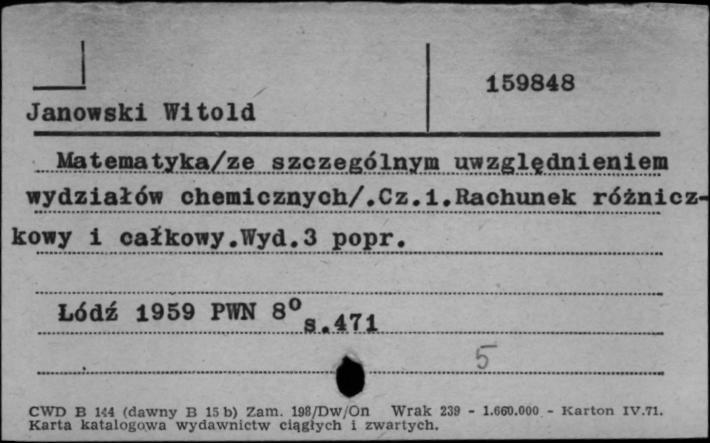 159848
Janowski Witold
Matematyka/ze szczególnym uwzględnieniem
wydziałów chemicznych/.Cz.1.Rachunek różnicz-
kowy i całkowy.Wyd.3 popr.
Łódź 1959 PWN 8° s.471
5
CWD B 144 (dawny B 15 b) Zam. 198/Dw/On Wrak 239 - 1.660.000 - Karton IV.71.
Karta katalogowa wydawnictw ciągłych i zwartych.